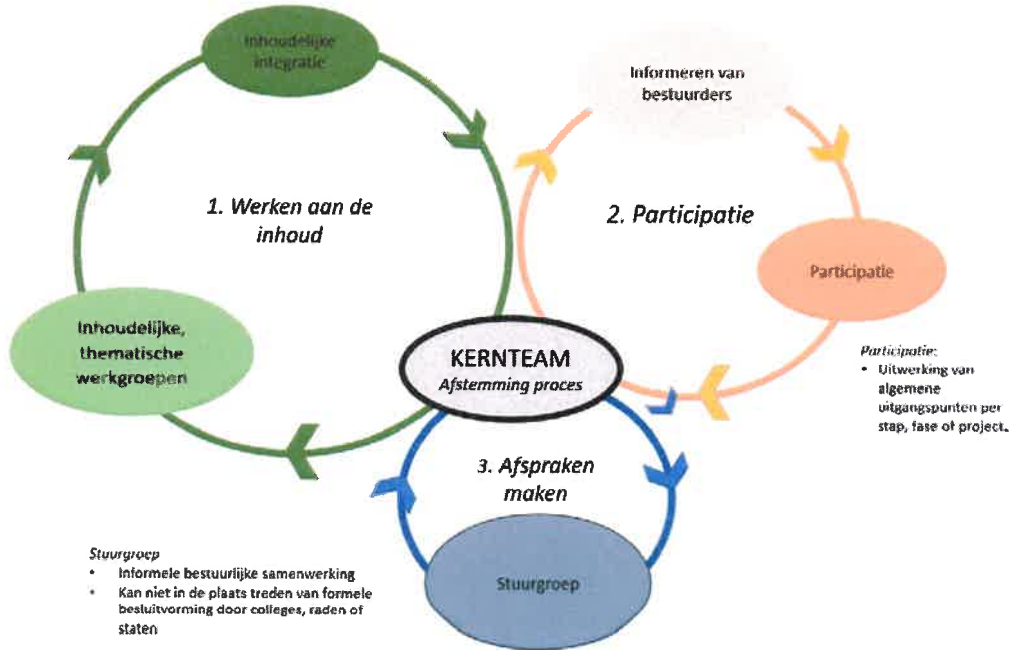 Inhoudelijke
integratie
Informeren van
bestuurders
1. Werken aan de
inhoud
2. Participatie
Participatie
Inhoudelijke,
thematische
werkgroepen
KERNTEAM
Afstemming proces
Participatie:
• Uitwerking van
algemene
uitgangspunten per
stap, fase of project.
3. Afspraken
maken
Stuurgroep
Stuurgroep
• Informele bestuurlijke samenwerking
• Kan niet in de plaats treden van formele
besluitvorming door colleges, raden of
staten